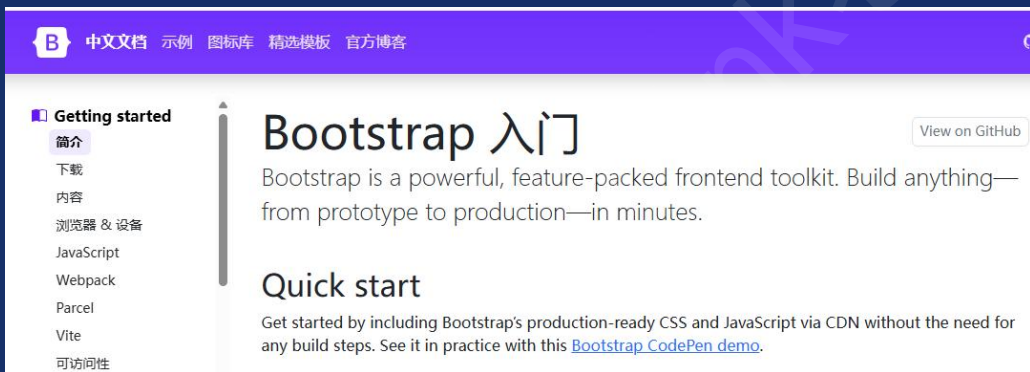 B 中文文档 示例 图标库 精选模板 官方博客
Getting started
简介
下载
内容
浏览器 & 设备
JavaScript
Webpack
Parcel
Vite
可访问性
Bootstrap 入门
View on GitHub
Bootstrap is a powerful, feature-packed frontend toolkit. Build anything—
from prototype to production—in minutes.
Quick start
Get started by including Bootstrap's production-ready CSS and JavaScript via CDN without the need for
any build steps. See it in practice with this Bootstrap CodePen demo.